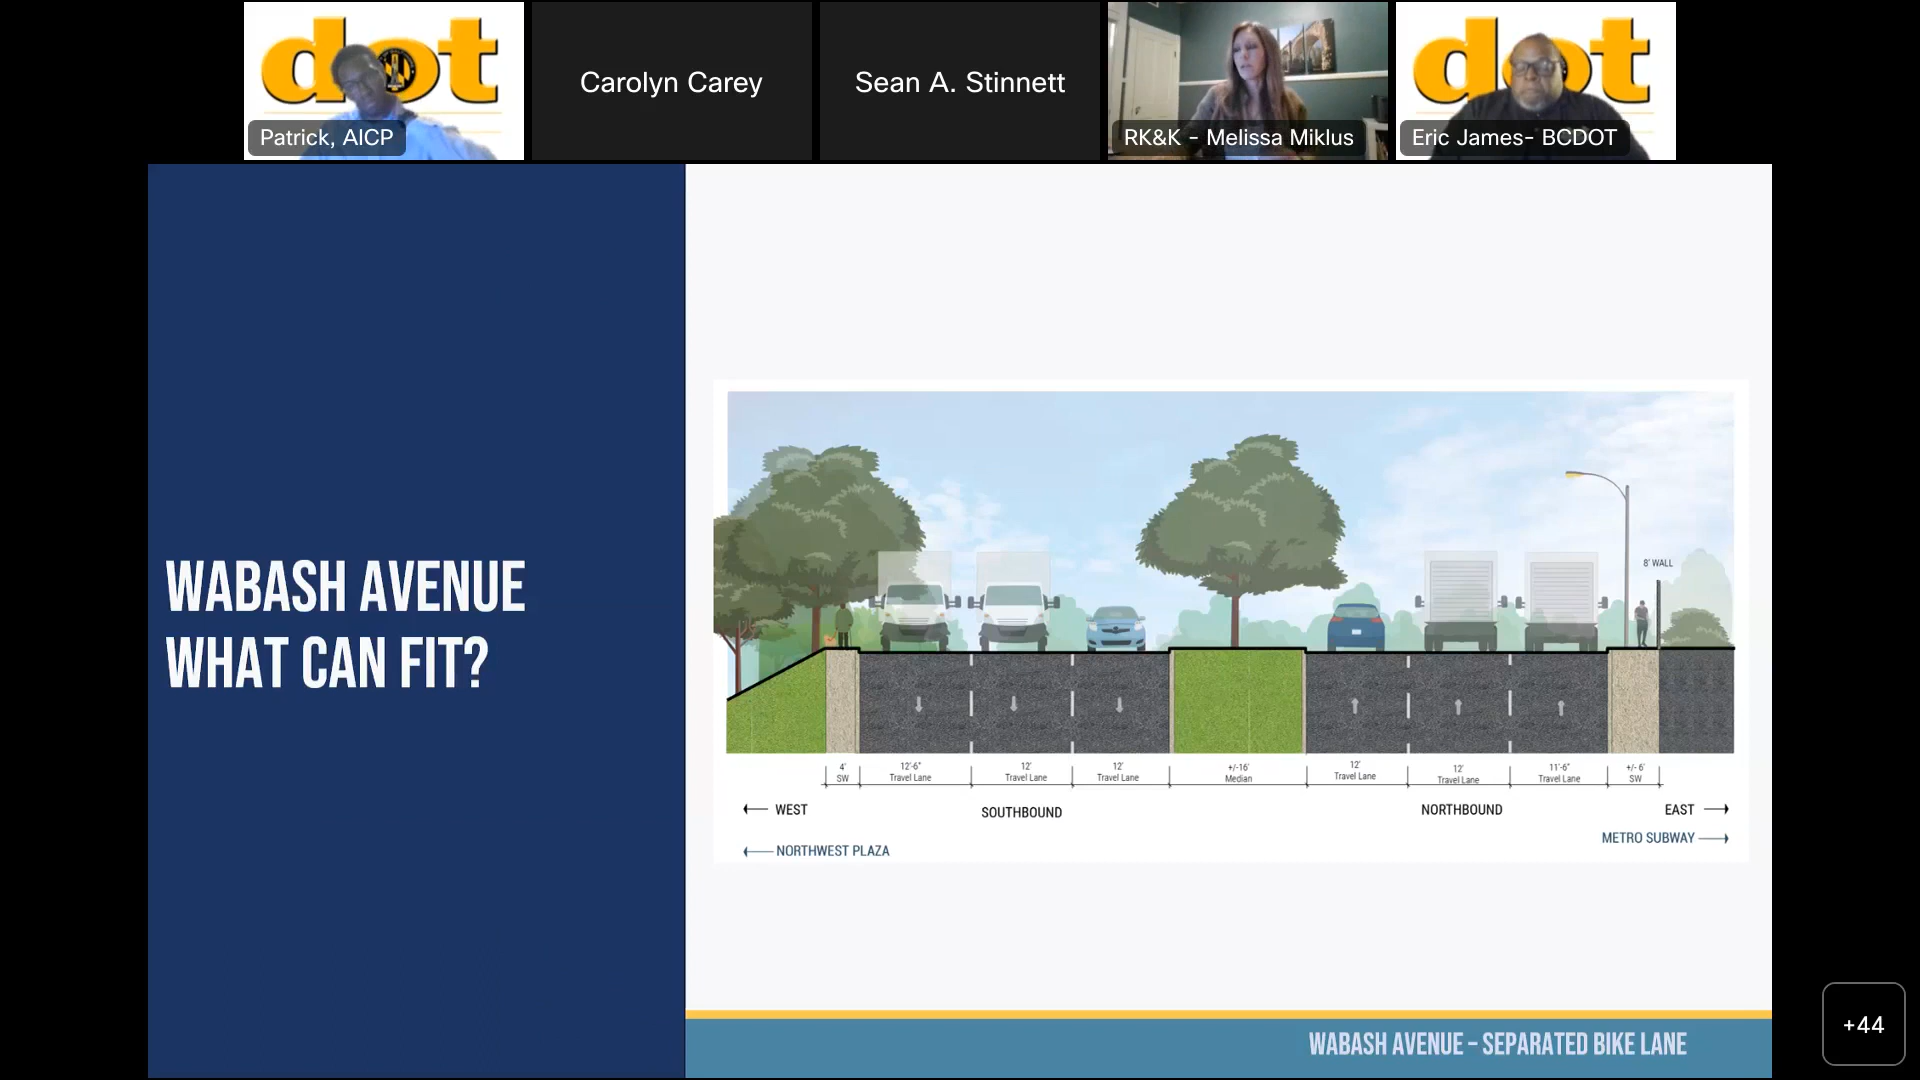 dot
Patrick, AICP
Carolyn Carey
Sean A. Stinnett
RK&K - Melissa Miklus
dot
Eric James- BCDOT
WABASH AVENUE
WHAT CAN FIT?
8' WALL
4'
SW
12'-6"
Travel Lane
12'
Travel Lane
12'
Travel Lane
+/-16'
Median
12'
Travel Lane
12'
Travel Lane
11'-6"
Travel Lane
+/- 6'
SW
WEST
SOUTHBOUND
NORTHBOUND
EAST
METRO SUBWAY
NORTHWEST PLAZA
WABASH AVENUE – SEPARATED BIKE LANE
+44